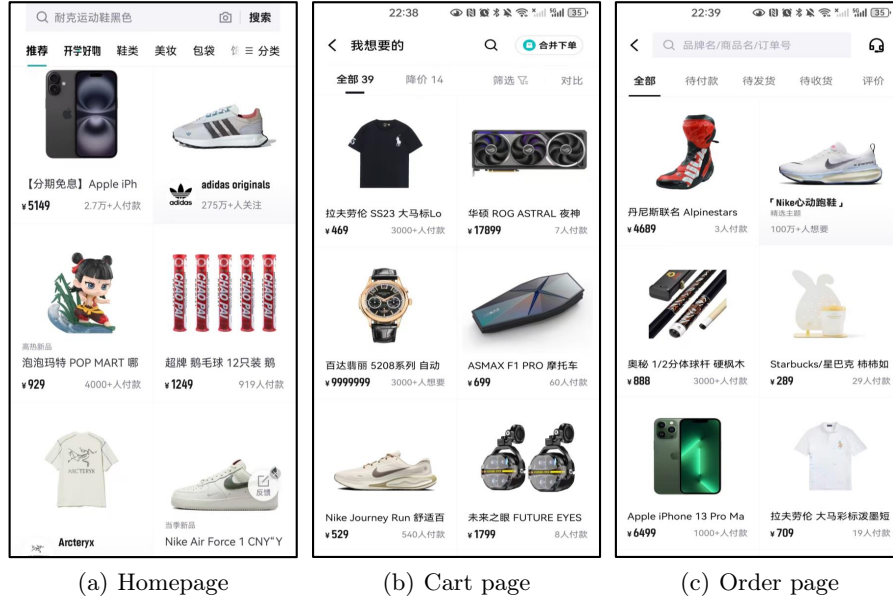 耐克运动鞋黑色
搜索
推荐 开学好物 鞋类 美妆 包袋 分类
【分期免息】Apple iPh
¥5149 2.7万+人付款
adidas
adidas originals
275万+人关注
高热新品
泡泡玛特 POP MART 哪
¥929 4000+人付款
CHAO PAI CHAO PAI CHAO PAI CHAO PAI CHAO PAI
超牌 鹅毛球 12只装 鹅
¥1249 919人付款
ARCTERYX
Arcteryx
反馈
当季新品
Nike Air Force 1 CNY"Y
(a) Homepage
22:38
35
我想要的
合并下单
全部 39 降价 14 筛选 对比
拉夫劳伦 SS23 大马标Lo
¥469 3000+人付款
华硕 ROG ASTRAL 夜神
¥17899 7人付款
百达翡丽 5208系列 自动
¥9999999 3000+人想要
ASMAX F1 PRO 摩托车
¥699 60人付款
Nike Journey Run 舒适百
¥529 540人付款
未来之眼 FUTURE EYES
¥1799 8人付款
(b) Cart page
22:39
35
品牌名/商品名/订单号
全部 待付款 待发货 待收货 评价
丹尼斯联名 Alpinestars
¥4689 3人付款
「Nike心动跑鞋」
精选主题
100万+人想要
奥秘 1/2分体球杆 硬枫木
¥888 3000+人付款
Starbucks/星巴克 柿柿如
¥289 29人付款
Apple iPhone 13 Pro Ma
¥6499 1000+人付款
拉夫劳伦 大马彩标泼墨短
¥709 19人付款
(c) Order page